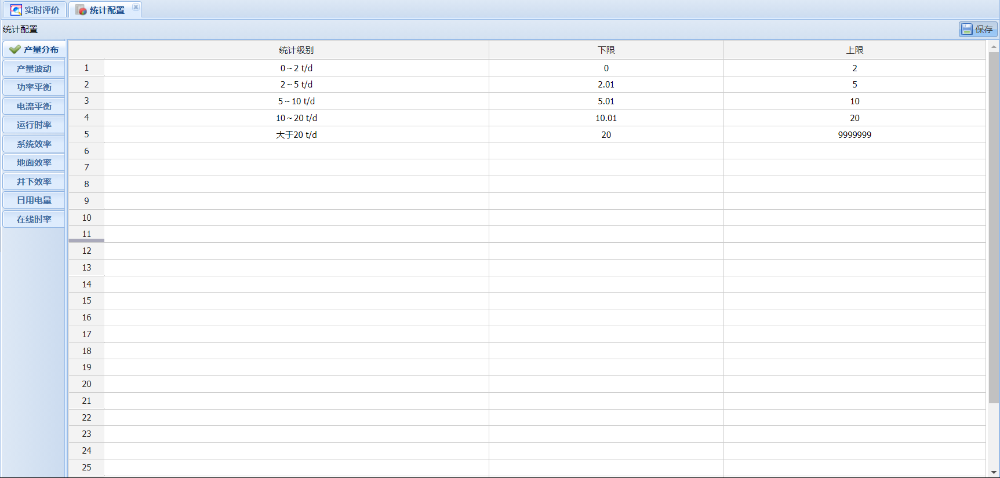 实时评价 统计配置
统计配置 保存
产量分布
产量波动
功率平衡
电流平衡
运行时率
系统效率
地面效率
井下效率
日用电量
在线时率
统计级别 下限 上限
1 0～2 t/d 0 2
2 2～5 t/d 2.01 5
3 5～10 t/d 5.01 10
4 10～20 t/d 10.01 20
5 大于20 t/d 20 9999999
6
7
8
9
10
11
12
13
14
15
16
17
18
19
20
21
22
23
24
25